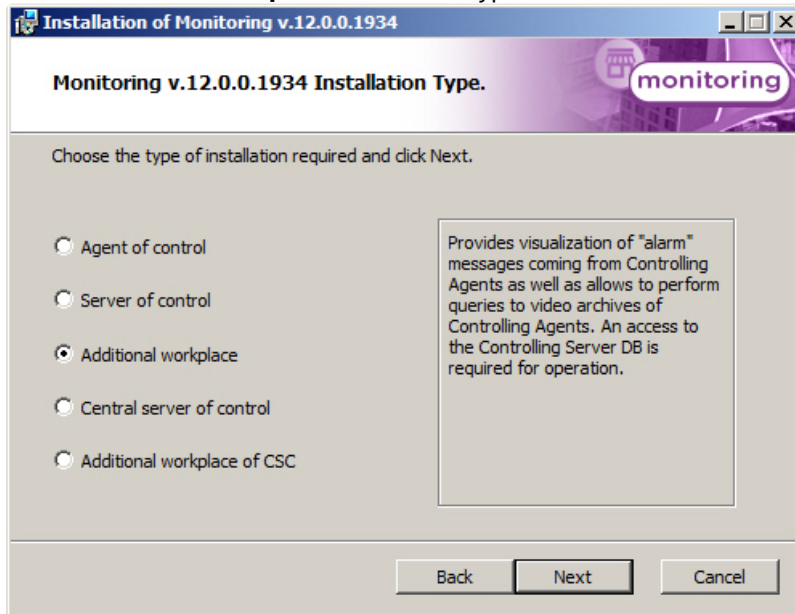 Installation of Monitoring v.12.0.0.1934
Monitoring v.12.0.0.1934 Installation Type.
monitoring
Choose the type of installation required and click Next.
Agent of control
Server of control
Additional workplace
Central server of control
Additional workplace of CSC
Provides visualization of "alarm"
messages coming from Controlling
Agents as well as allows to perform
queries to video archives of
Controlling Agents. An access to
the Controlling Server DB is
required for operation.
Back
Next
Cancel